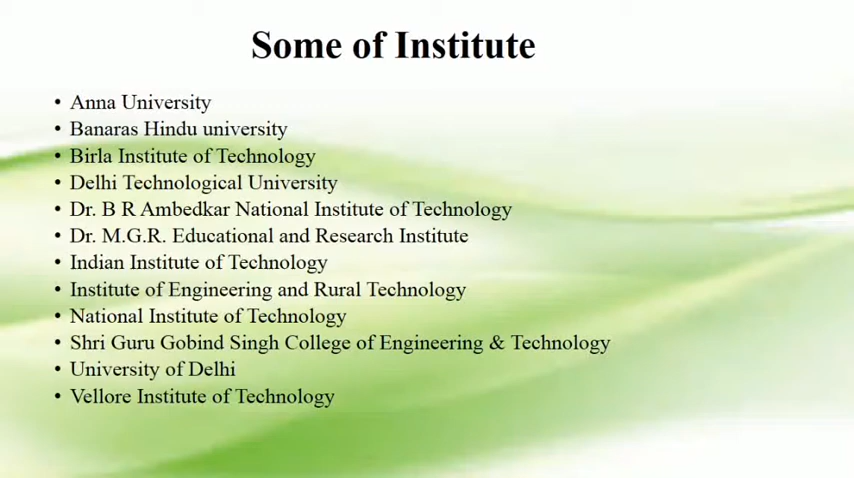 Some of Institute
• Anna University
• Banaras Hindu university
• Birla Institute of Technology
• Delhi Technological University
• Dr. B R Ambedkar National Institute of Technology
• Dr. M.G.R. Educational and Research Institute
• Indian Institute of Technology
• Institute of Engineering and Rural Technology
• National Institute of Technology
• Shri Guru Gobind Singh College of Engineering & Technology
• University of Delhi
• Vellore Institute of Technology